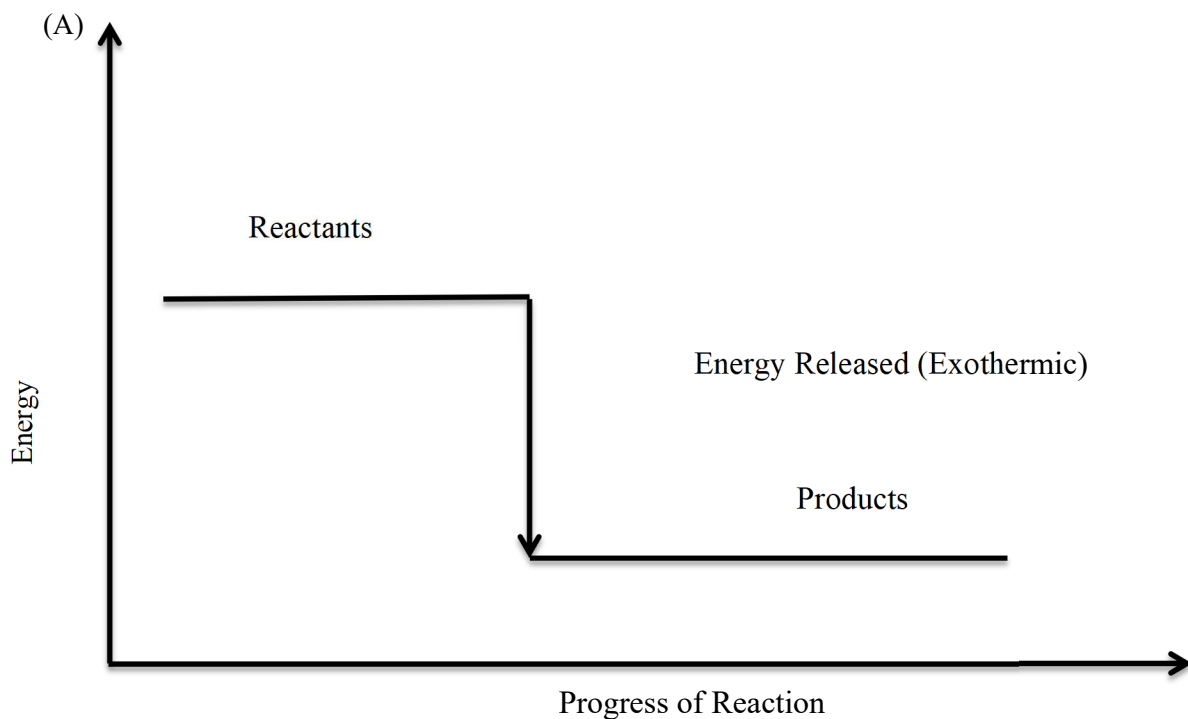 (A)
Reactants
Energy Released (Exothermic)
Energy
Products
Progress of Reaction